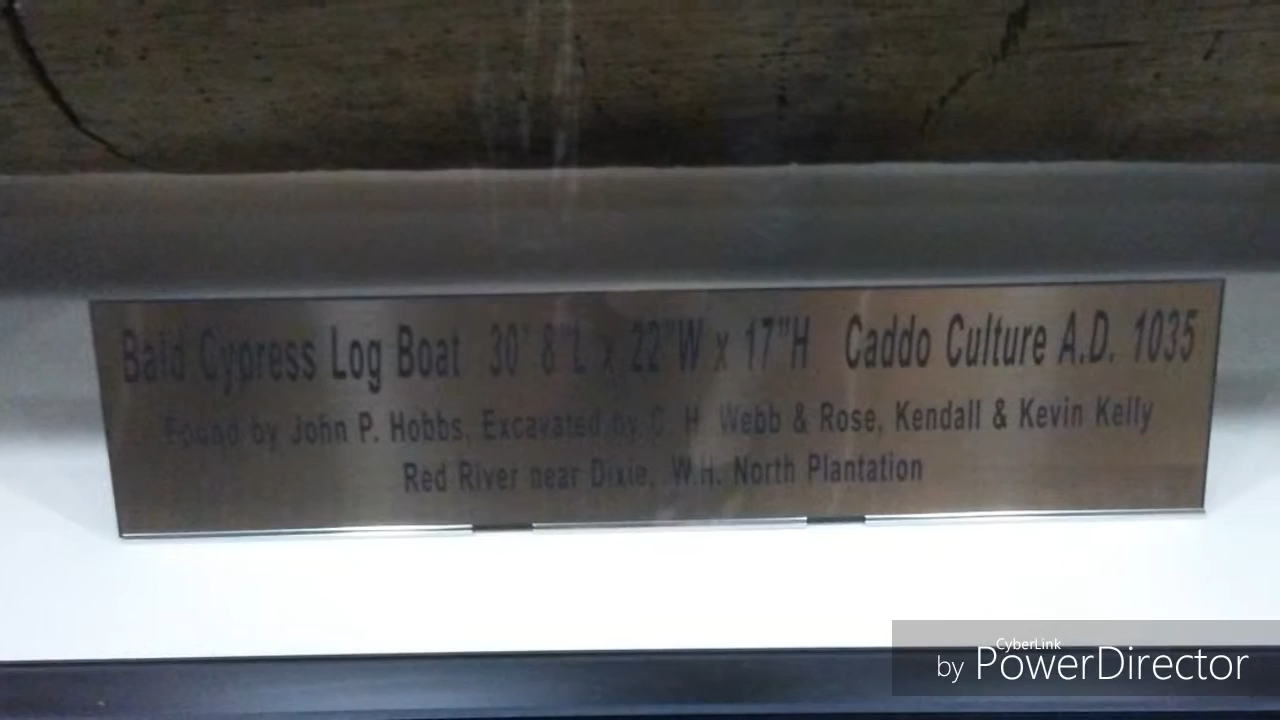 Bald Cypress Log Boat 30' 8"L x 22"W x 17"H Caddo Culture A.D. 1035
Found by John P. Hobbs, Excavated by C. H. Webb & Rose, Kendall & Kevin Kelly
Red River near Dixie, W.H. North Plantation
CyberLink
by PowerDirector